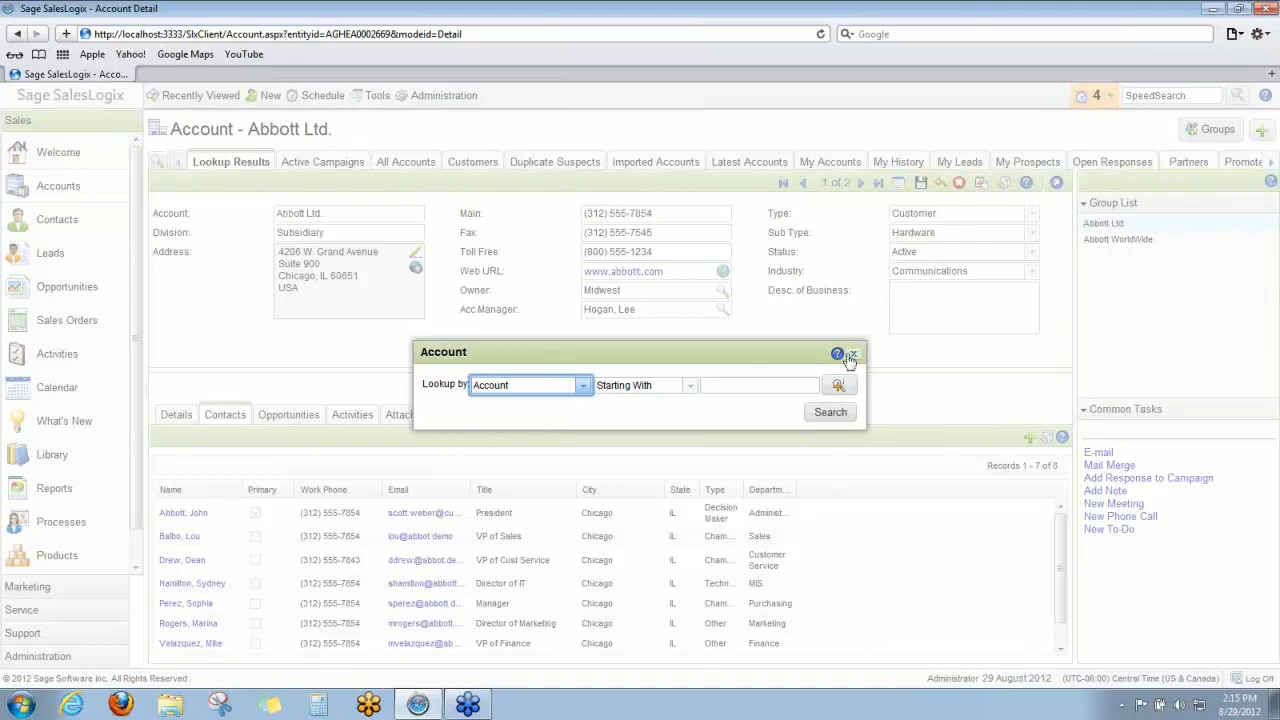 Sage SalesLogix - Account Detail
http://localhost:3333/SlxClient/Account.aspx?entityid=AGHEA0002669&modeid=Detail
Google
Apple Yahoo! Google Maps YouTube
Sage SalesLogix - Acco...
Sage SalesLogix
Recently Viewed New Schedule Tools Administration
4
SpeedSearch
Sales
Welcome
Accounts
Contacts
Leads
Opportunities
Sales Orders
Activities
Calendar
What's New
Library
Reports
Processes
Products
Marketing
Service
Support
Administration
Account - Abbott Ltd.
Groups
Lookup Results Active Campaigns All Accounts Customers Duplicate Suspects Imported Accounts Latest Accounts My Accounts My History My Leads My Prospects Open Responses Partners Promote
1 of 2
Account: Abbott Ltd. Main: (312) 555-7854 Type: Customer
Division: Subsidiary Fax: (312) 555-7545 Sub Type: Hardware
Address: 4206 W. Grand Avenue Toll Free: (800) 555-1234 Status: Active
Suite 900
Chicago, IL 60651 Web URL: www.abbott.com Industry: Communications
USA Owner: Midwest Desc. of Business:
Acc Manager: Hogan, Lee
Group List
Abbott Ltd.
Abbott WorldWide
Account
Lookup by: Account Starting With
Search
Details Contacts Opportunities Activities Attac
Records 1 - 7 of 8
Name Primary Work Phone Email Title City State Type Departm...
Abbott, John (312) 555-7854 scott.weber@cu... President Chicago IL Decision Maker Administ...
Balbo, Lou (312) 555-7854 lou@abbot.demo VP of Sales Chicago IL Cham... Sales
Drew, Dean (312) 555-7843 ddrew@abbot.de... VP of Cust Service Chicago IL Cham... Customer Service
Hamilton, Sydney (312) 555-7854 shamilton@abbott... Director of IT Chicago IL Techn... MIS
Perez, Sophia (312) 555-7854 sperez@abbott.d... Manager Chicago IL Cham... Purchasing
Rogers, Marina (312) 555-7854 mrogers@abbott.... Director of Marketing Chicago IL Other Marketing
Velazquez, Mike (312) 555-7854 mvelazquez@ab... VP of Finance Chicago IL Other Finance
Common Tasks
E-mail
Mail Merge
Add Response to Campaign
Add Note
New Meeting
New Phone Call
New To-Do
© 2012 Sage Software Inc. All Rights Reserved.
Administrator 29 August 2012 (UTC-06:00) Central Time (US & Canada) Log Off
2:15 PM
8/29/2012